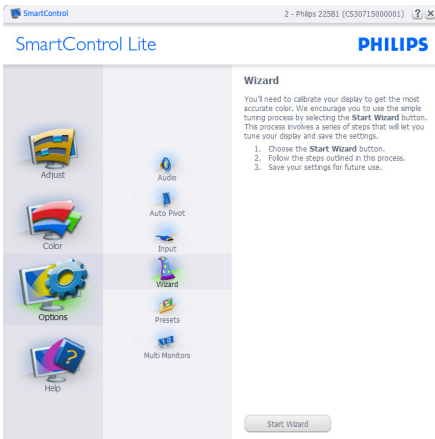 SmartControl
2 - Philips 225B1 (CS30715000001)
SmartControl Lite
PHILIPS
Adjust
Color
Options
Help
Audio
Auto Pivot
Input
Wizard
Presets
Multi Monitors
Wizard
You'll need to calibrate your display to get the most
accurate color. We encourage you to use the simple
tuning process by selecting the Start Wizard button.
This process involves a series of steps that will let you
tune your display and save the settings.
1. Choose the Start Wizard button.
2. Follow the steps outlined in this process.
3. Save your settings for future use.
Start Wizard